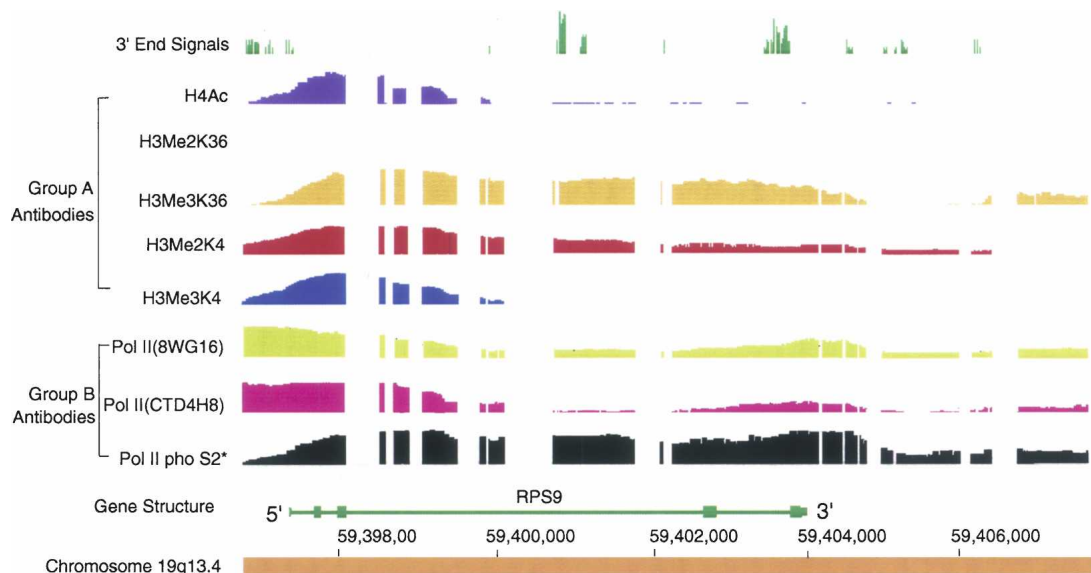 3' End Signals
H4Ac
H3Me2K36
Group A
Antibodies
H3Me3K36
H3Me2K4
H3Me3K4
Pol II(8WG16)
Group B
Antibodies
Pol II(CTD4H8)
Pol II pho S2*
Gene Structure
5'
RPS9
3'
59,398,00 59,400,000 59,402,000 59,404,000 59,406,000
Chromosome 19q13.4